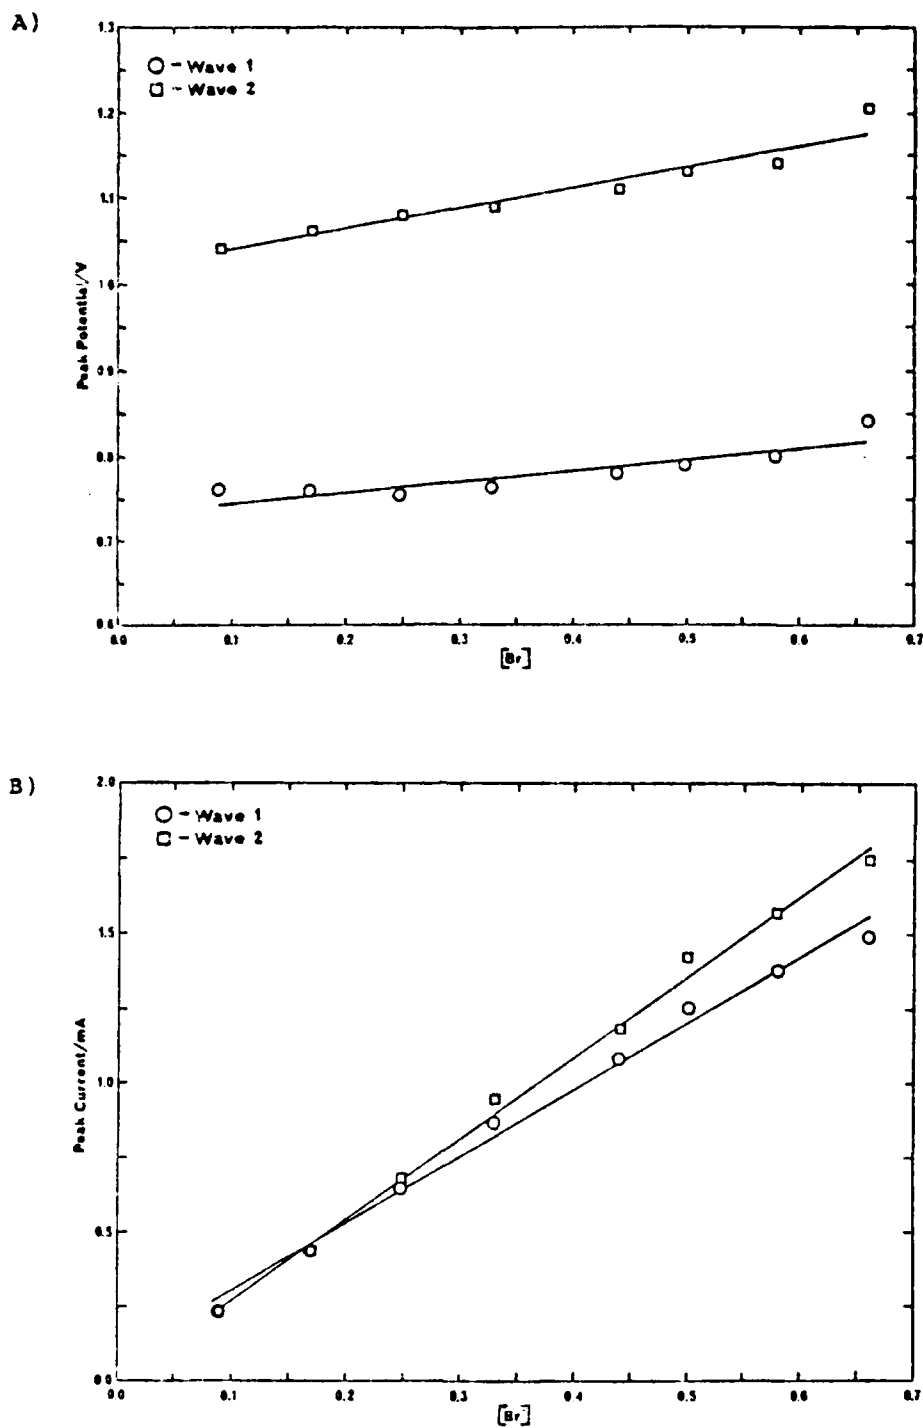 A)
1.3
1.2
1.1
1.0
0.9
0.8
0.7
0.6
Peak Potential/V
O - Wave 1
□ - Wave 2
0.0 0.1 0.2 0.3 0.4 0.5 0.6 0.7
[Br]
B)
2.0
1.5
1.0
0.5
0.0
Peak Current/mA
O - Wave 1
□ - Wave 2
0.0 0.1 0.2 0.3 0.4 0.5 0.6 0.7
[Br]